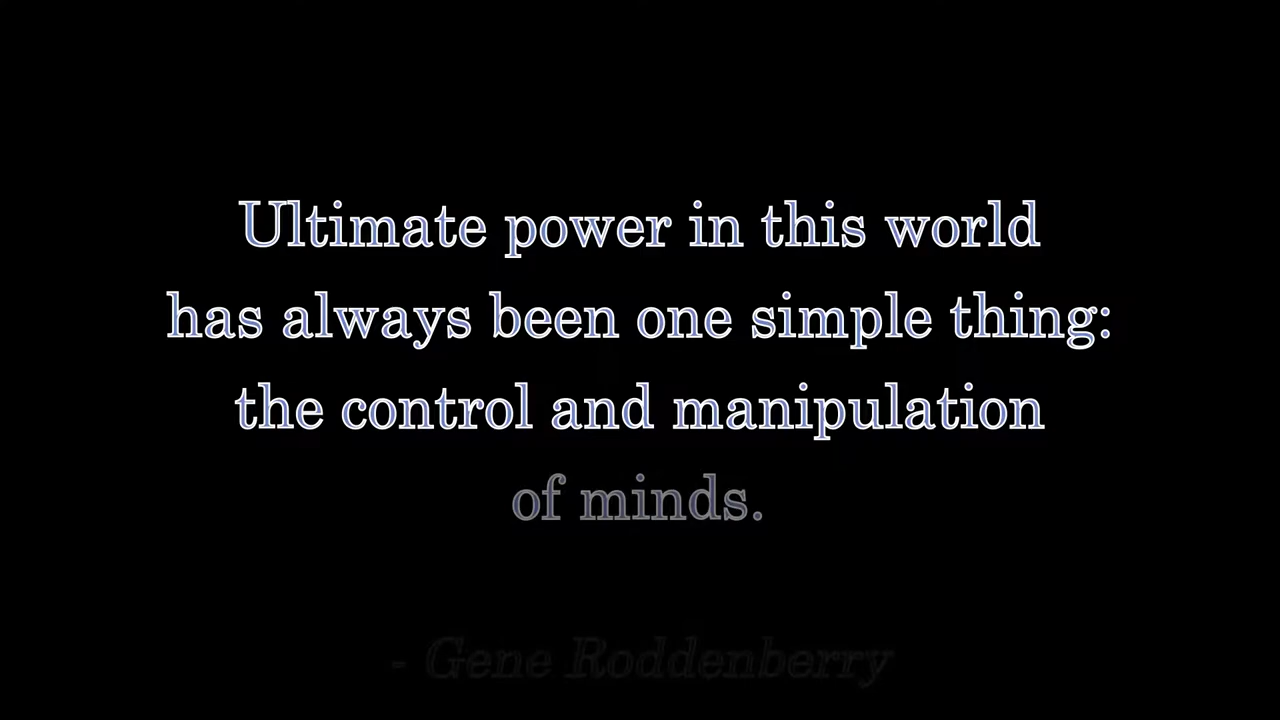 Ultimate power in this world
has always been one simple thing:
the control and manipulation
of minds.
- Gene Roddenberry